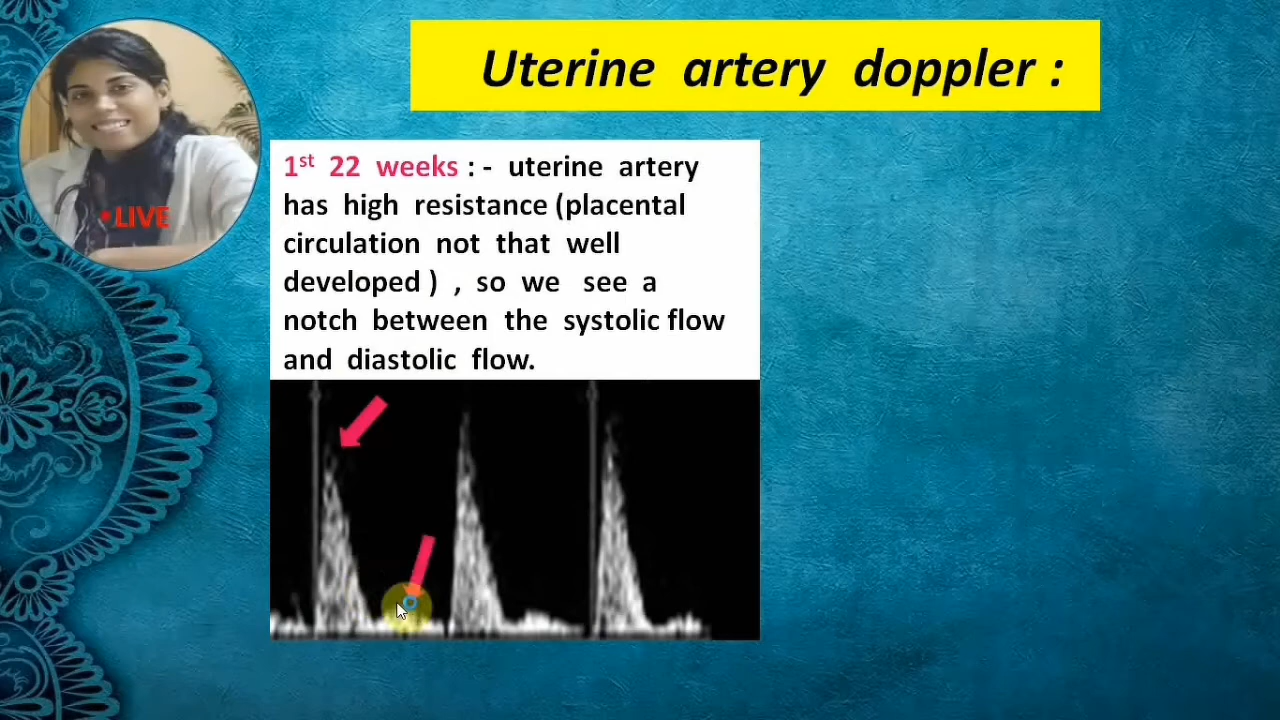 Uterine artery doppler :
• LIVE
1st 22 weeks : - uterine artery
has high resistance (placental
circulation not that well
developed ) , so we see a
notch between the systolic flow
and diastolic flow.